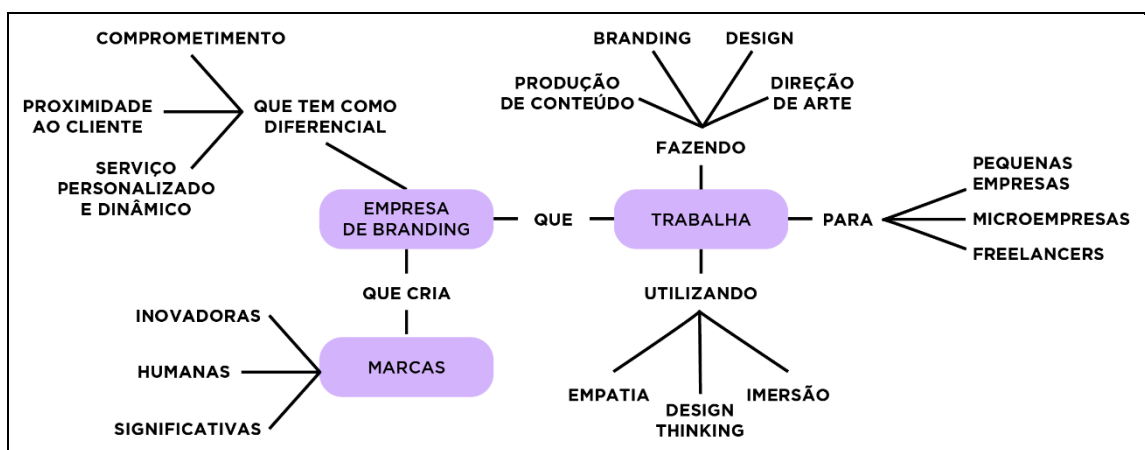 COMPROMETIMENTO
PROXIMIDADE
AO CLIENTE
SERVIÇO
PERSONALIZADO
E DINÂMICO
QUE TEM COMO
DIFERENCIAL
EMPRESA
DE BRANDING
QUE CRIA
MARCAS
INOVADORAS
HUMANAS
SIGNIFICATIVAS
QUE
TRABALHA
FAZENDO
PRODUÇÃO
DE CONTEÚDO
BRANDING
DESIGN
DIREÇÃO
DE ARTE
PARA
PEQUENAS
EMPRESAS
MICROEMPRESAS
FREELANCERS
UTILIZANDO
EMPATIA
DESIGN
THINKING
IMERSÃO